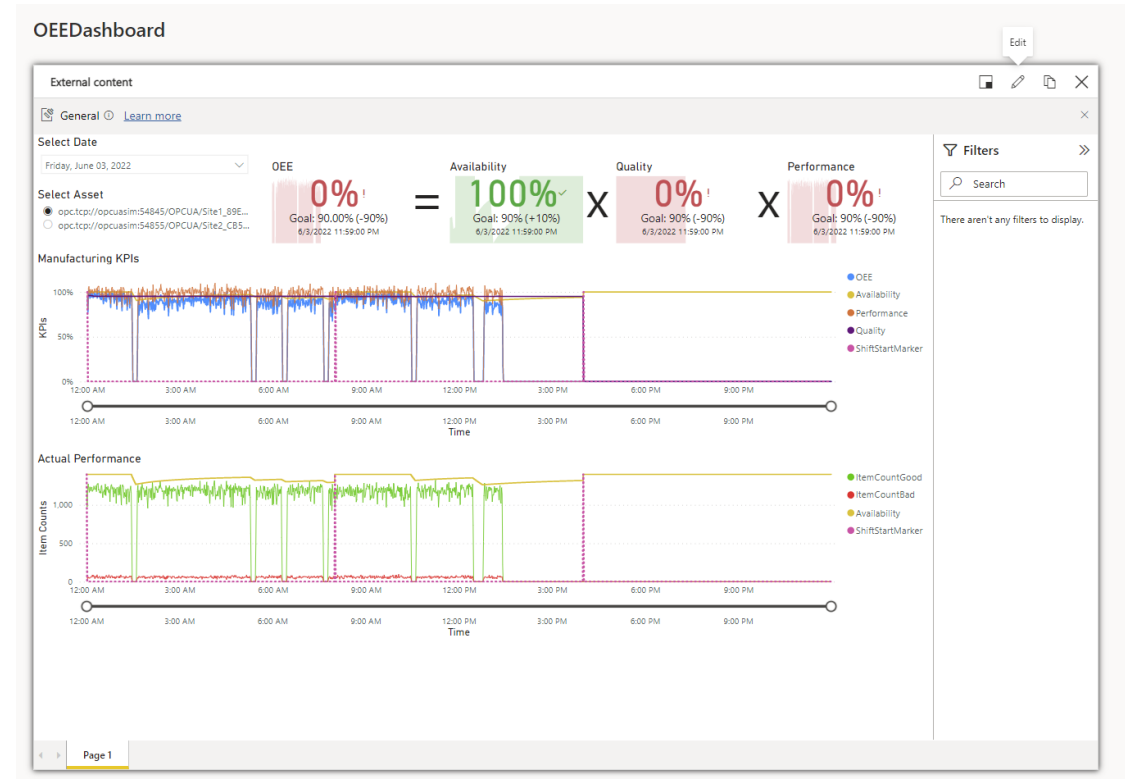 OEEDashboard
Edit
External content
General Learn more
Select Date
Friday, June 03, 2022
Select Asset
opc.tcp://opcuasim:54845/OPCUA/Site1_89E...
opc.tcp://opcuasim:54855/OPCUA/Site2_CB5...
OEE
0%!
Goal: 90.00% (-90%)
6/3/2022 11:59:00 PM
=
Availability
100%
Goal: 90% (+10%)
6/3/2022 11:59:00 PM
X
Quality
0%!
Goal: 90% (-90%)
6/3/2022 11:59:00 PM
X
Performance
0%!
Goal: 90% (-90%)
6/3/2022 11:59:00 PM
Filters
Search
There aren't any filters to display.
Manufacturing KPIs
KPIs
100%
50%
0%
12:00 AM 3:00 AM 6:00 AM 9:00 AM 12:00 PM 3:00 PM 6:00 PM 9:00 PM
12:00 AM 3:00 AM 6:00 AM 9:00 AM 12:00 PM 3:00 PM 6:00 PM 9:00 PM
Time
OEE
Availability
Performance
Quality
ShiftStartMarker
Actual Performance
Item Counts
1,000
500
0
12:00 AM 3:00 AM 6:00 AM 9:00 AM 12:00 PM 3:00 PM 6:00 PM 9:00 PM
12:00 AM 3:00 AM 6:00 AM 9:00 AM 12:00 PM 3:00 PM 6:00 PM 9:00 PM
Time
ItemCountGood
ItemCountBad
Availability
ShiftStartMarker
Page 1